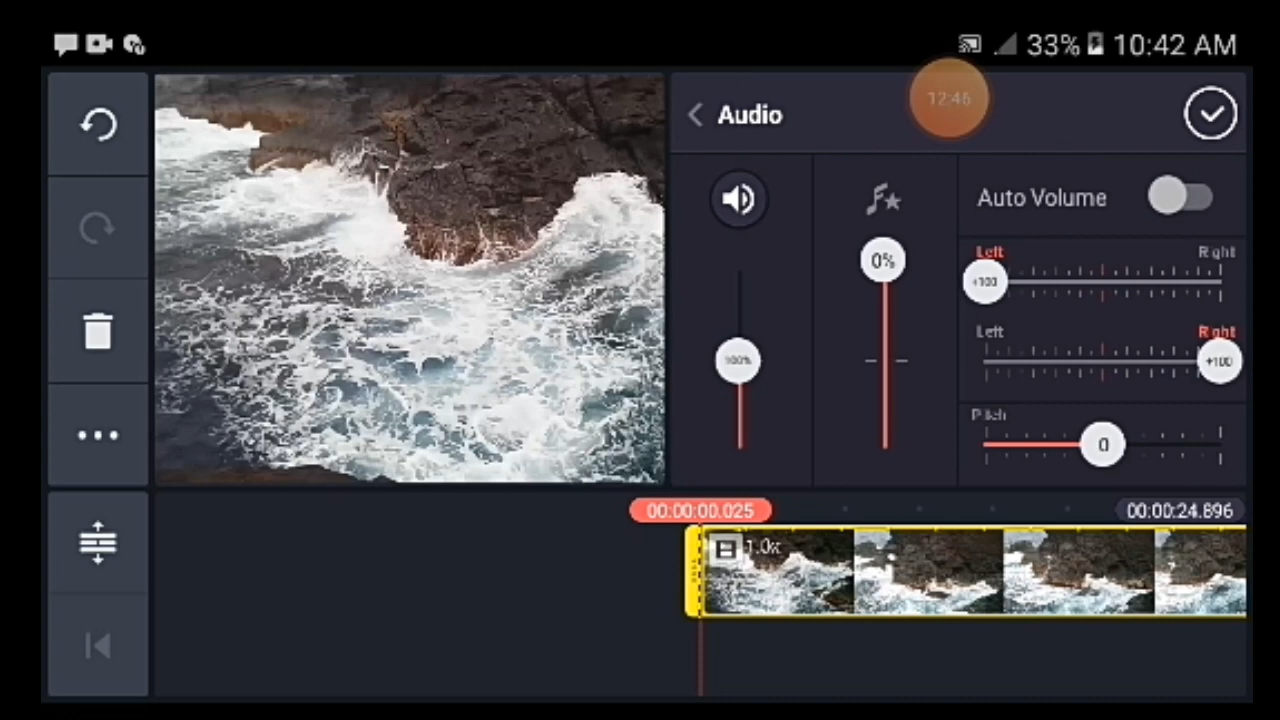 33% 10:42 AM
12:46
Audio
Auto Volume
0%
Left Right
+100
Left Right
100%
+100
Pitch
0
00:00:00.025
00:00:24.896
1.0x